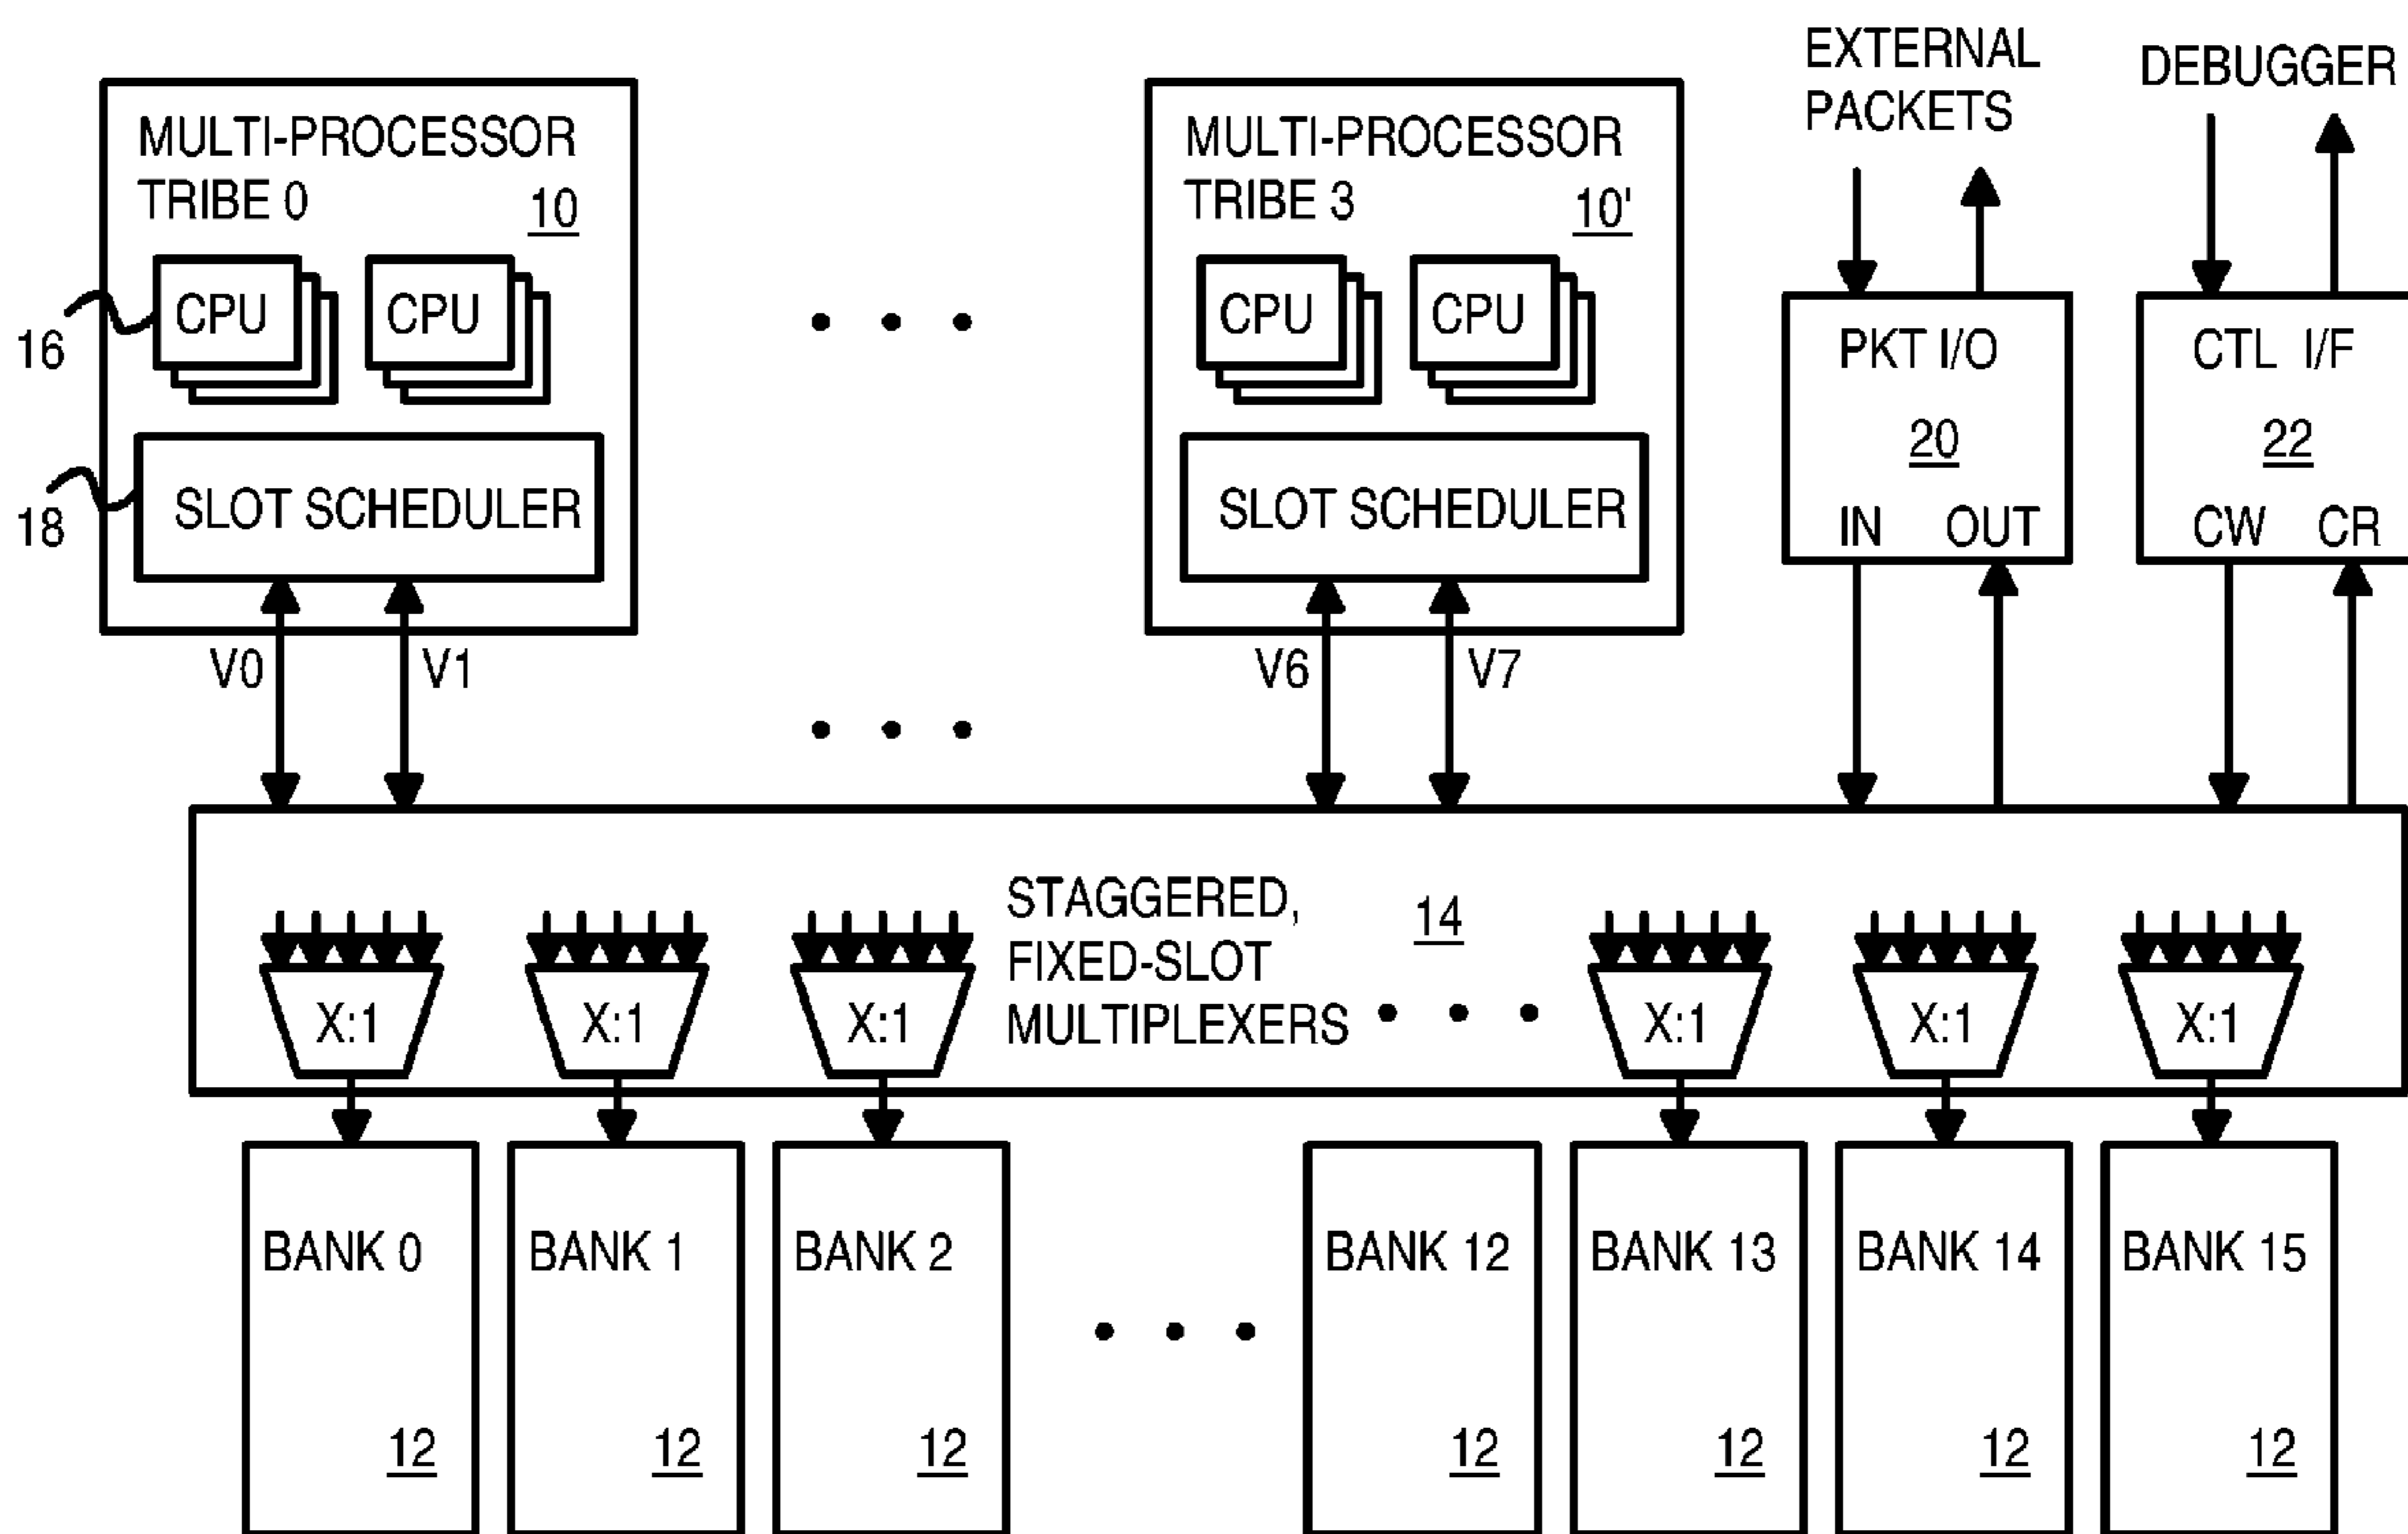 EXTERNAL
PACKETS
DEBUGGER
MULTI-PROCESSOR
TRIBE 0
10
CPU
CPU
16
SLOT SCHEDULER
18
V0
V1
MULTI-PROCESSOR
TRIBE 3
10'
CPU
CPU
SLOT SCHEDULER
V6
V7
PKT I/O
20
IN OUT
CTL I/F
22
CW CR
STAGGERED,
FIXED-SLOT
MULTIPLEXERS
14
X:1
X:1
X:1
X:1
X:1
X:1
BANK 0
12
BANK 1
12
BANK 2
12
BANK 12
12
BANK 13
12
BANK 14
12
BANK 15
12